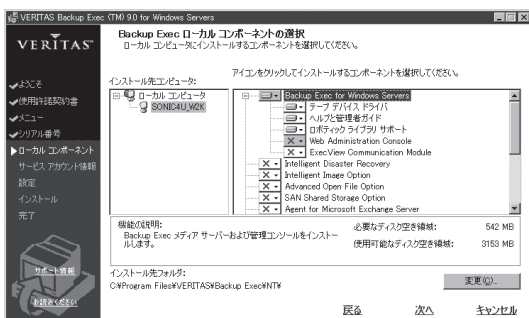 VERITAS Backup Exec (TM) 9.0 for Windows Servers
VERITAS
Backup Exec ローカル コンポーネントの選択
ローカル コンピュータにインストールするコンポーネントを選択してください。
ようこそ
使用許諾契約書
メニュー
シリアル番号
ローカル コンポーネント
サービス アカウント情報
設定
インストール
完了
サポート情報
お読みください
インストール先コンピュータ:
ローカル コンピュータ
SONIC4U_W2K
アイコンをクリックしてインストールするコンポーネントを選択してください。
Backup Exec for Windows Servers
テープ デバイス ドライバ
ヘルプと管理者ガイド
ロボティック ライブラリ サポート
Web Administration Console
ExecView Communication Module
Intelligent Disaster Recovery
Intelligent Image Option
Advanced Open File Option
SAN Shared Storage Option
Agent for Microsoft Exchange Server
機能の説明:
Backup Exec メディア サーバーおよび管理コンソールをインストールします。
必要なディスク空き領域: 542 MB
使用可能なディスク空き領域: 3153 MB
インストール先フォルダ:
C:¥Program Files¥VERITAS¥Backup Exec¥NT¥
変更(C)...
戻る 次へ キャンセル